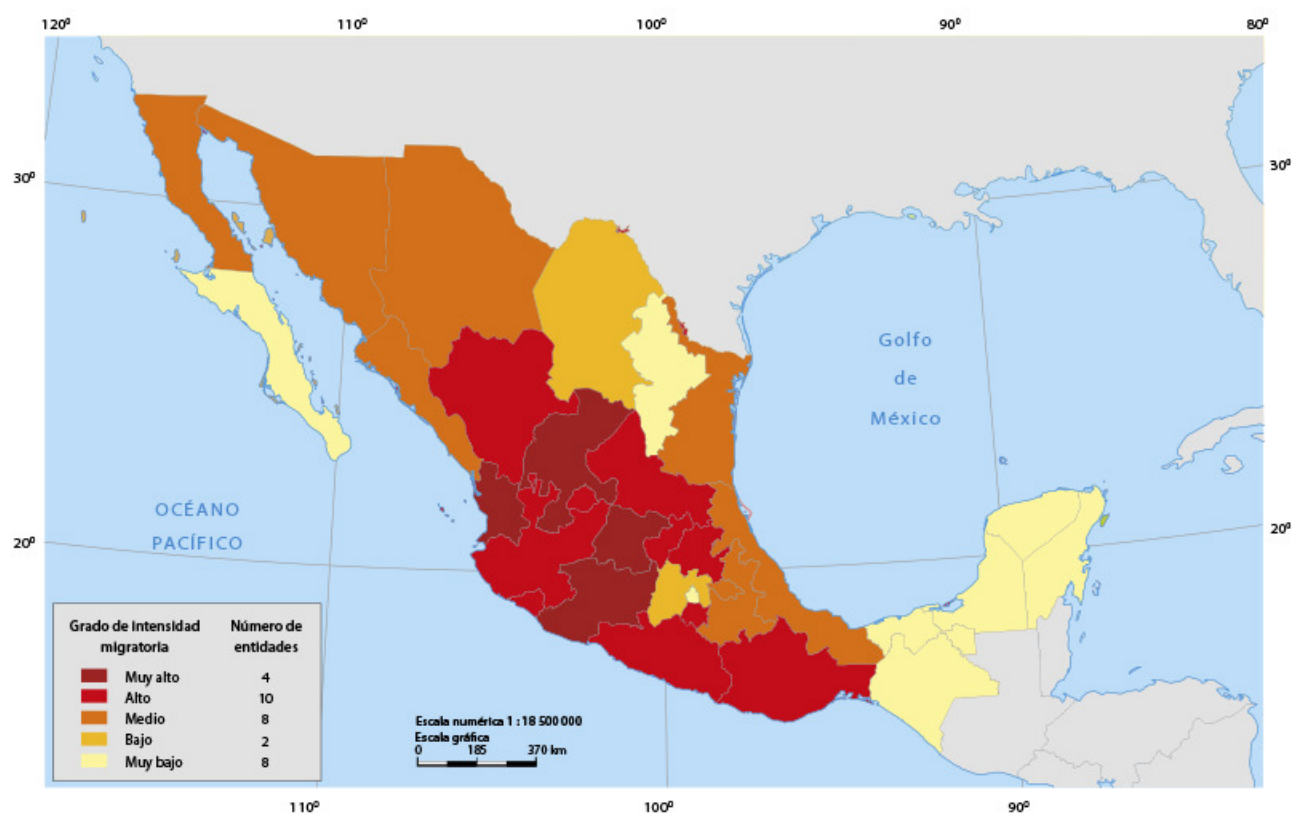 120⁰ 110⁰ 100⁰ 90⁰ 80⁰
30⁰ 30⁰
Golfo
de
México
OCÉANO
PACÍFICO
20⁰ 20⁰
Grado de intensidad migratoria
Número de entidades
Muy alto 4
Alto 10
Medio 8
Bajo 2
Muy bajo 8
Escala numérica 1 : 18 500 000
Escala gráfica
0 185 370 km
110⁰ 100⁰ 90⁰